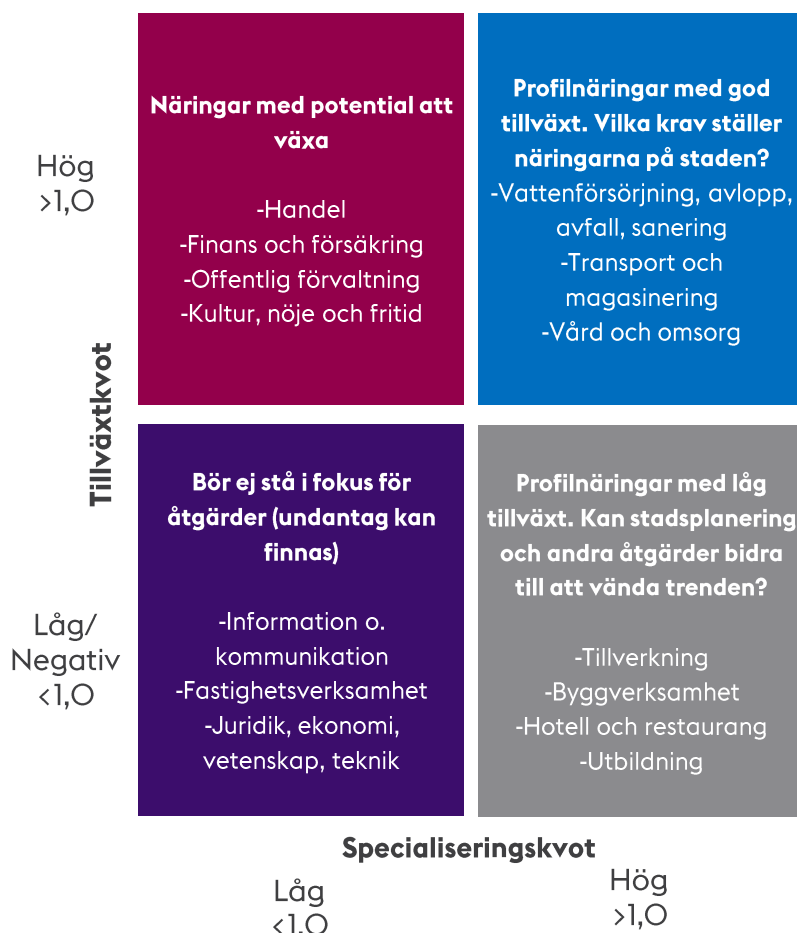 Näringar med potential att
växa
-Handel
-Finans och försäkring
-Offentlig förvaltning
-Kultur, nöje och fritid
Profilnäringar med god
tillväxt. Vilka krav ställer
näringarna på staden?
-Vattenförsörjning, avlopp,
avfall, sanering
-Transport och
magasinering
-Vård och omsorg
Hög
>1,0
Tillväxtkvot
Låg/
Negativ
<1,0
Bör ej stå i fokus för
åtgärder (undantag kan
finnas)
-Information o.
kommunikation
-Fastighetsverksamhet
-Juridik, ekonomi,
vetenskap, teknik
Profilnäringar med låg
tillväxt. Kan stadsplanering
och andra åtgärder bidra
till att vända trenden?
-Tillverkning
-Byggverksamhet
-Hotell och restaurang
-Utbildning
Specialiseringskvot
Låg
<1,0
Hög
>1,0